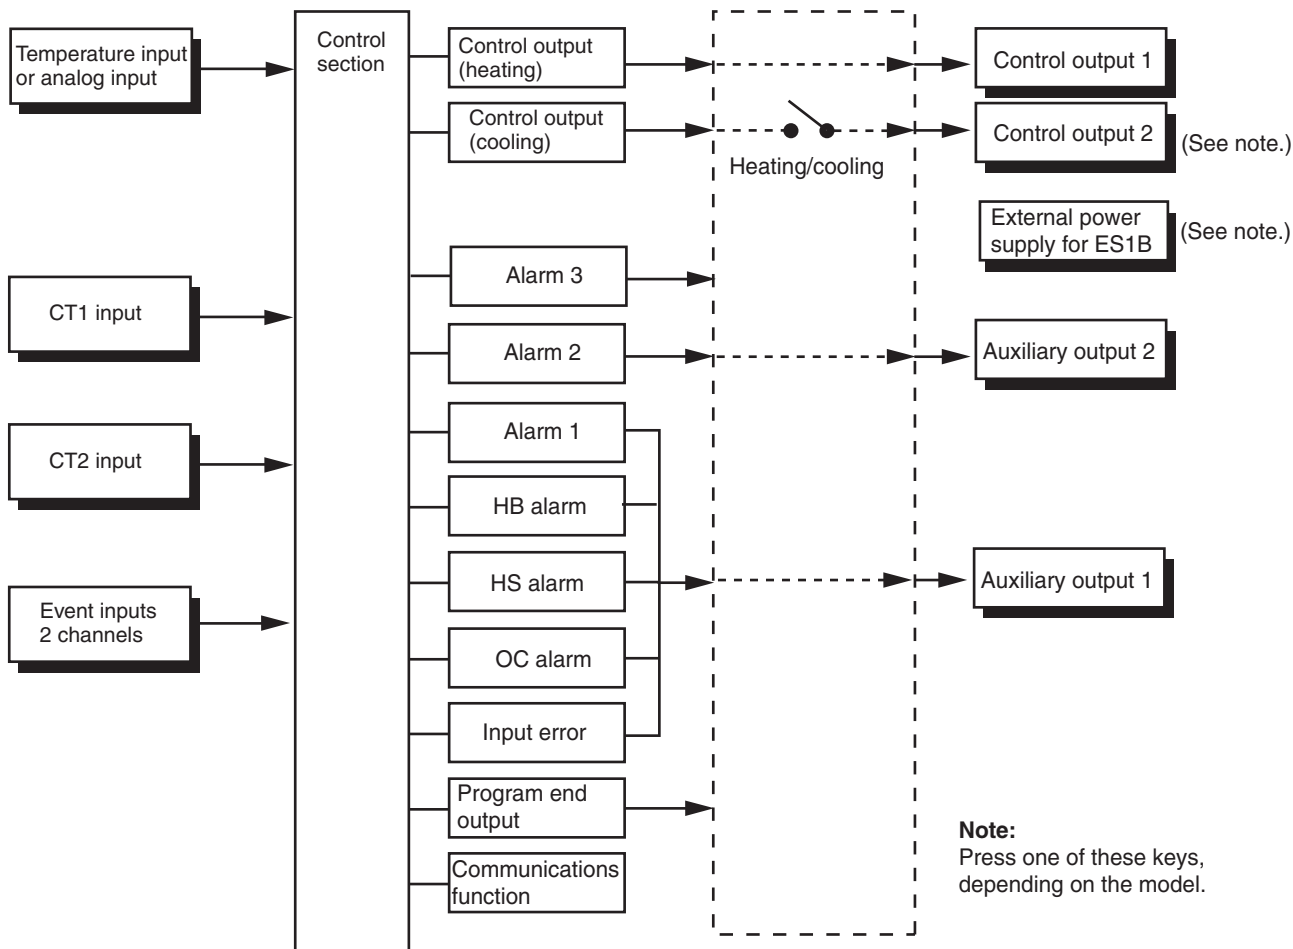 Temperature input
or analog input
CT1 input
CT2 input
Event inputs
2 channels
Control
section
Control output
(heating)
Control output
(cooling)
Alarm 3
Alarm 2
Alarm 1
HB alarm
HS alarm
OC alarm
Input error
Program end
output
Communications
function
Heating/cooling
Control output 1
Control output 2
(See note.)
External power
supply for ES1B
(See note.)
Auxiliary output 2
Auxiliary output 1
Note:
Press one of these keys,
depending on the model.